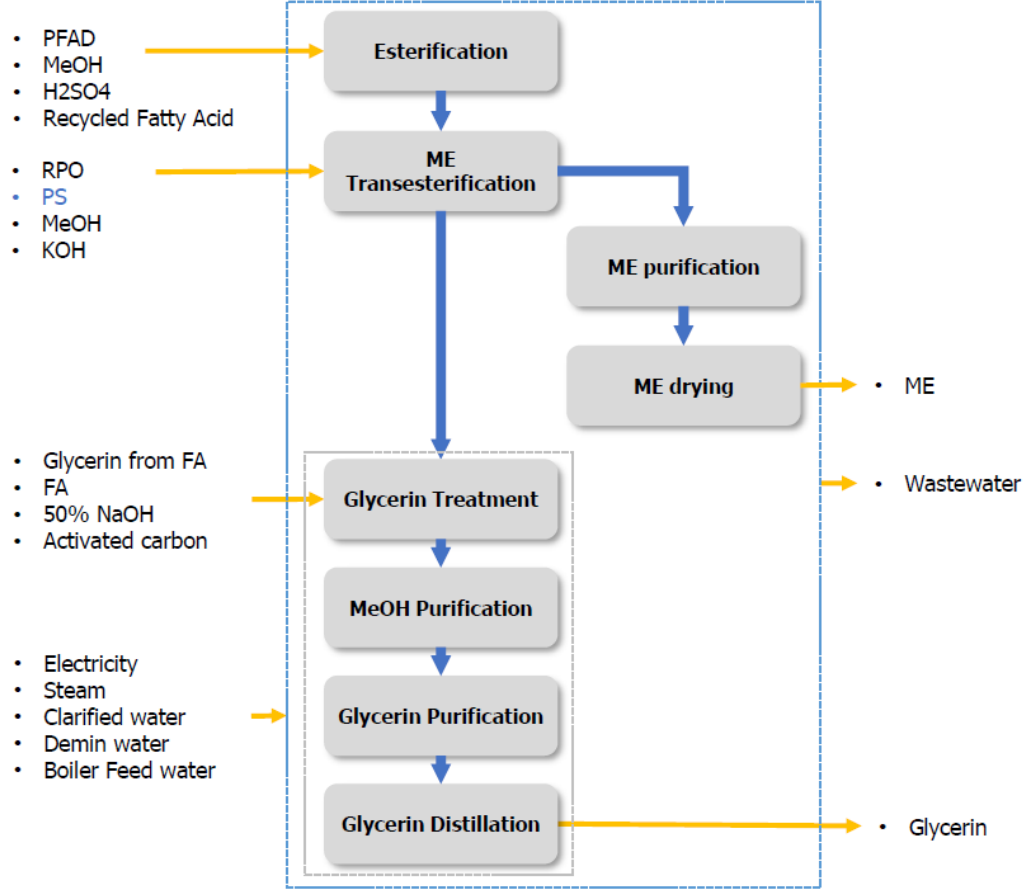 • PFAD
• MeOH
• H2SO4
• Recycled Fatty Acid
Esterification
• RPO
• PS
• MeOH
• KOH
ME
Transesterification
ME purification
ME drying
• ME
• Wastewater
• Glycerin from FA
• FA
• 50% NaOH
• Activated carbon
Glycerin Treatment
MeOH Purification
• Electricity
• Steam
• Clarified water
• Demin water
• Boiler Feed water
Glycerin Purification
Glycerin Distillation
• Glycerin